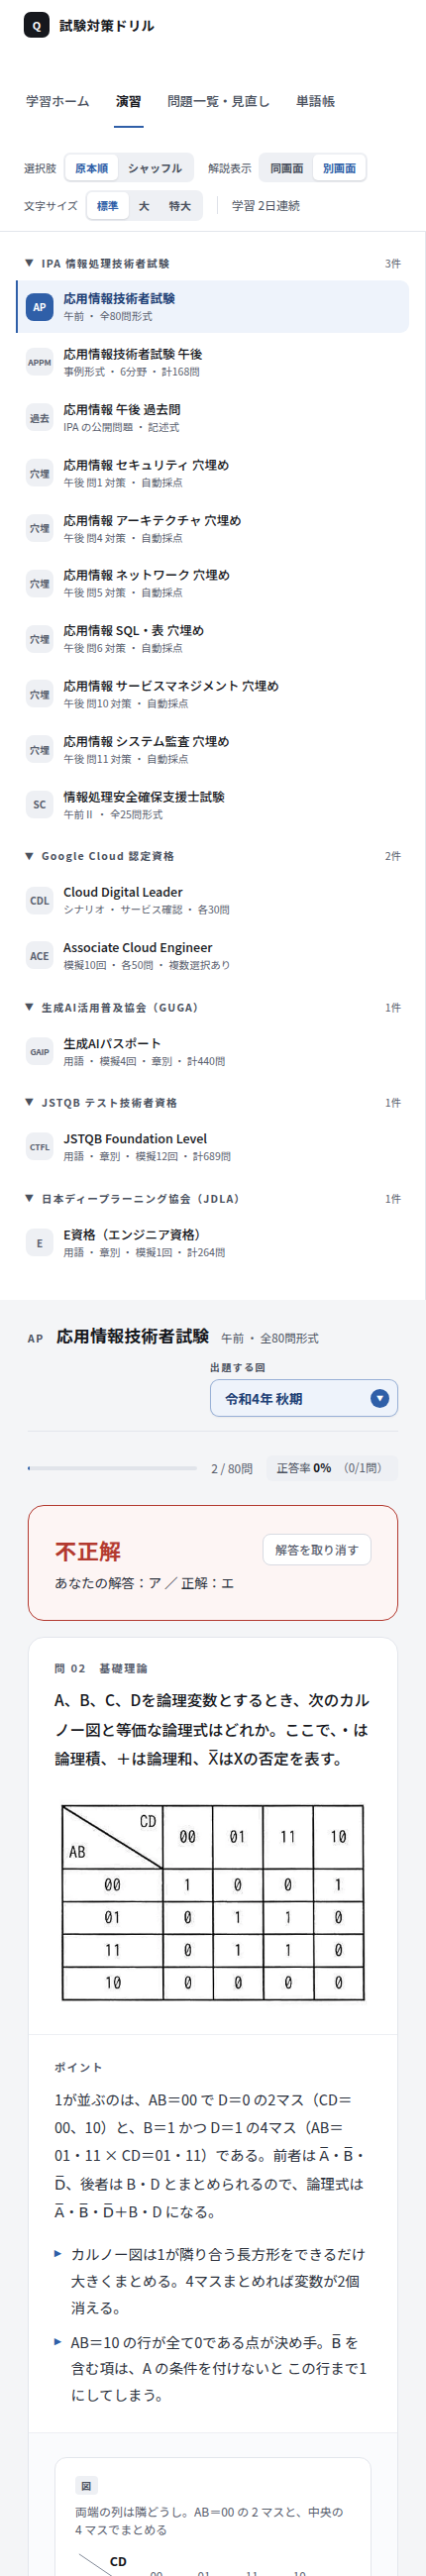 Q 試験対策ドリル
学習ホーム 演習 問題一覧・見直し 単語帳
選択肢 原本順 シャッフル 解説表示 同画面 別画面
文字サイズ 標準 大 特大 学習 2日連続
▼ IPA 情報処理技術者試験 3件
AP 応用情報技術者試験
午前 ・ 全80問形式
APPM 応用情報技術者試験 午後
事例形式 ・ 6分野 ・ 計168問
過去 応用情報 午後 過去問
IPA の公開問題 ・ 記述式
穴埋 応用情報 セキュリティ 穴埋め
午後 問1 対策 ・ 自動採点
穴埋 応用情報 アーキテクチャ 穴埋め
午後 問4 対策 ・ 自動採点
穴埋 応用情報 ネットワーク 穴埋め
午後 問5 対策 ・ 自動採点
穴埋 応用情報 SQL・表 穴埋め
午後 問6 対策 ・ 自動採点
穴埋 応用情報 サービスマネジメント 穴埋め
午後 問10 対策 ・ 自動採点
穴埋 応用情報 システム監査 穴埋め
午後 問11 対策 ・ 自動採点
SC 情報処理安全確保支援士試験
午前Ⅱ ・ 全25問形式
▼ Google Cloud 認定資格 2件
CDL Cloud Digital Leader
シナリオ ・ サービス確認 ・ 各30問
ACE Associate Cloud Engineer
模擬10回 ・ 各50問 ・ 複数選択あり
▼ 生成AI活用普及協会（GUGA） 1件
GAIP 生成AIパスポート
用語 ・ 模擬4回 ・ 章別 ・ 計440問
▼ JSTQB テスト技術者資格 1件
CTFL JSTQB Foundation Level
用語 ・ 章別 ・ 模擬12回 ・ 計689問
▼ 日本ディープラーニング協会（JDLA） 1件
E E資格（エンジニア資格）
用語 ・ 章別 ・ 模擬1回 ・ 計264問
AP 応用情報技術者試験 午前 ・ 全80問形式
出題する回
令和4年 秋期 ▼
2 / 80問 正答率 0% （0/1問）
不正解 解答を取り消す
あなたの解答：ア ／ 正解：エ
問 02 基礎理論
A、B、C、Dを論理変数とするとき、次のカル
ノー図と等価な論理式はどれか。ここで、・は
論理積、＋は論理和、X̅はXの否定を表す。
CD
AB 00 01 11 10
00 1 0 0 1
01 0 1 1 0
11 0 1 1 0
10 0 0 0 0
ポイント
1が並ぶのは、AB＝00 で D＝0 の2マス（CD＝
00、10）と、B＝1 かつ D＝1 の4マス（AB＝
01・11 × CD＝01・11）である。前者は A̅・B̅・
D̅、後者は B・D とまとめられるので、論理式は
A̅・B̅・D̅＋B・D になる。
▶ カルノー図は1が隣り合う長方形をできるだけ
大きくまとめる。4マスまとめれば変数が2個
消える。
▶ AB＝10 の行が全て0である点が決め手。B̅ を
含む項は、A の条件を付けないと この行まで1
にしてしまう。
図
両端の列は隣どうし。AB＝00 の 2 マスと、中央の
4 マスでまとめる
CD
00 01 11 10